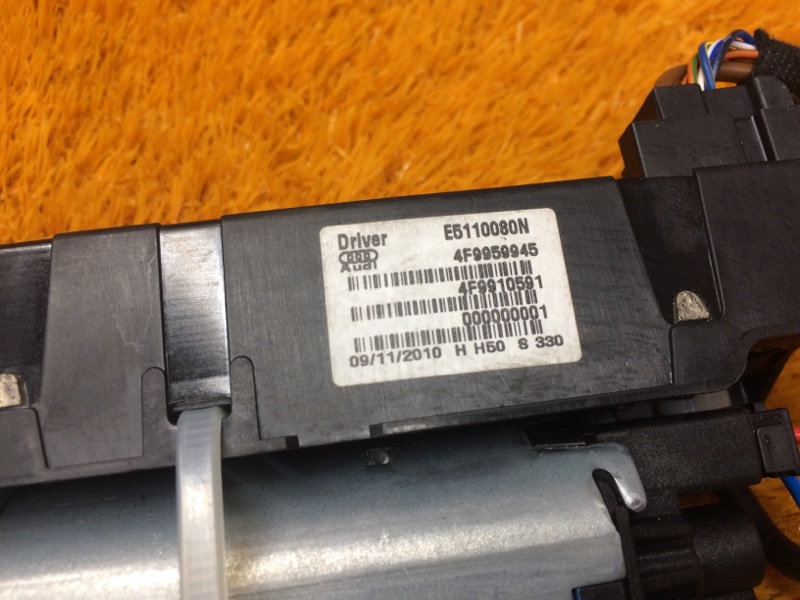 Driver E5110080N
Audi 4F9959945
4F9910591
000000001
09/11/2010 H H50 S 330